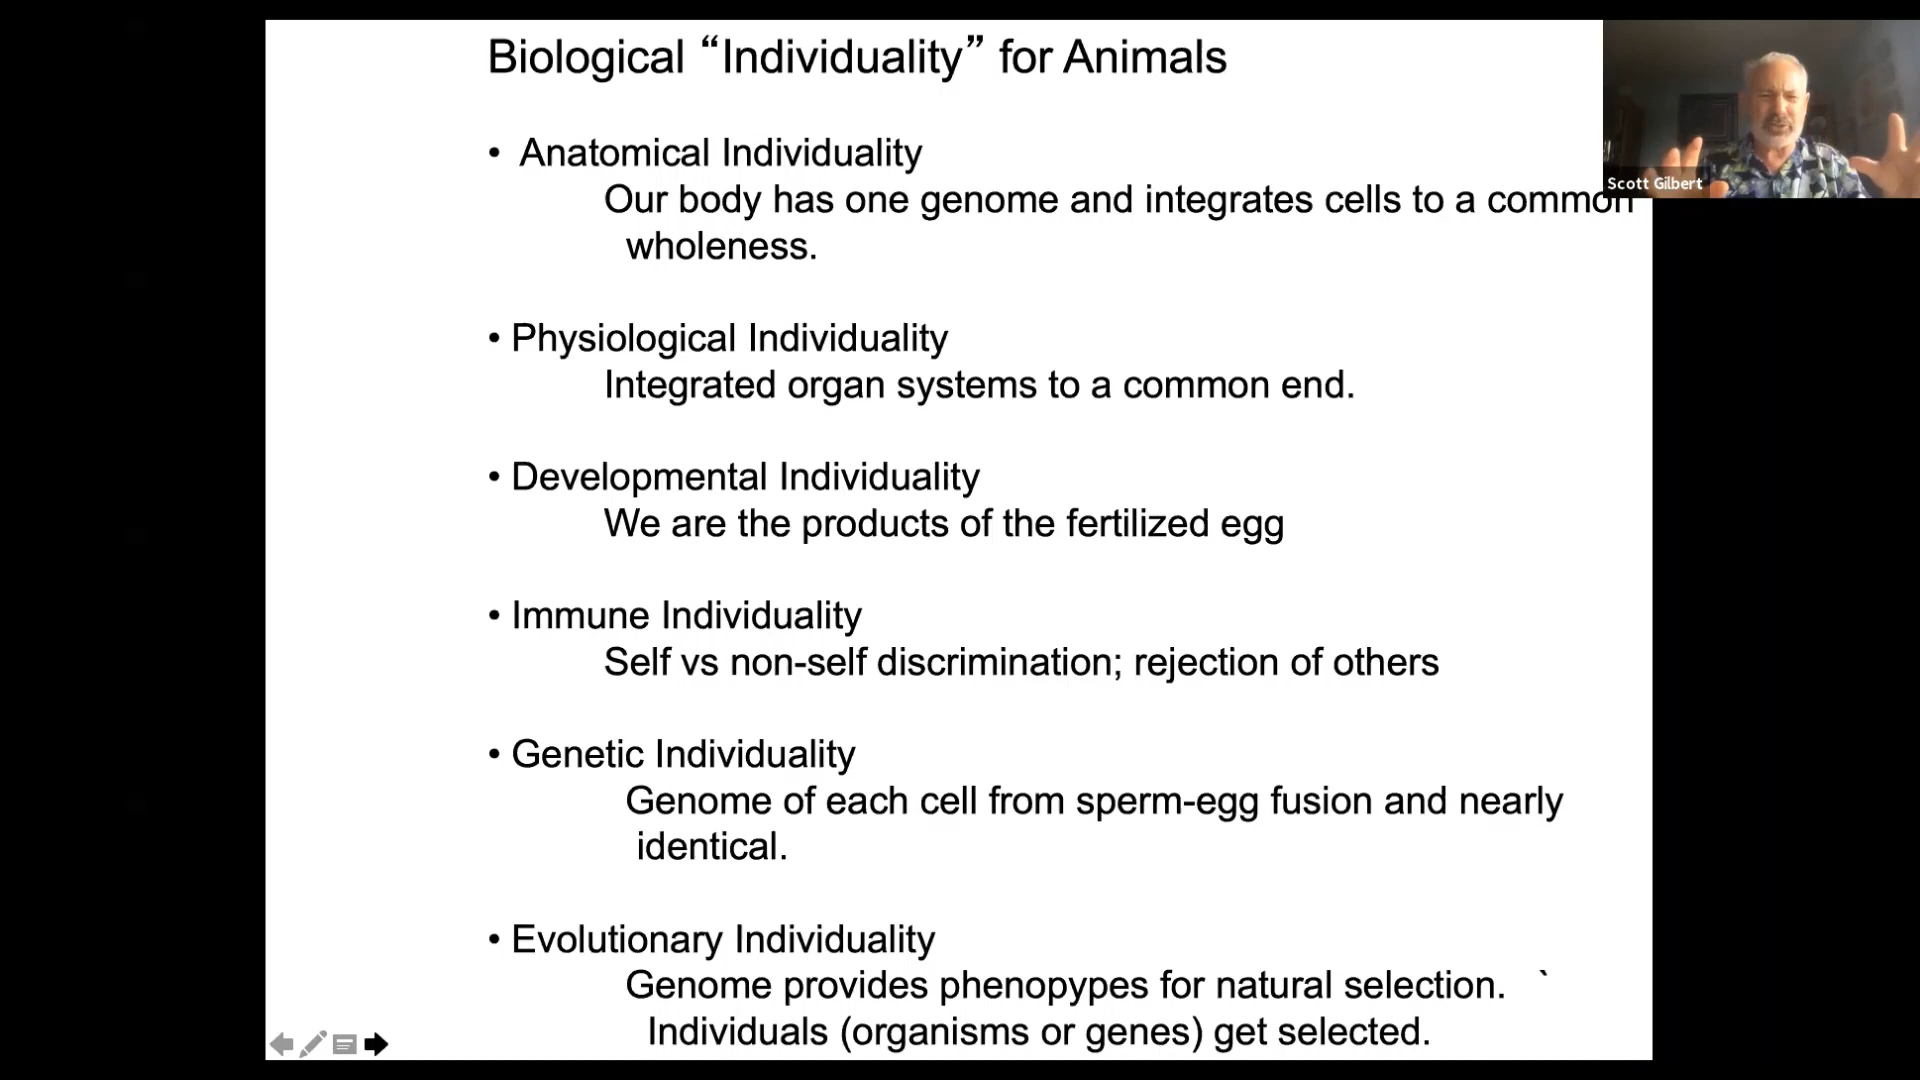 Biological “Individuality” for Animals
• Anatomical Individuality
Our body has one genome and integrates cells to a common
wholeness.
• Physiological Individuality
Integrated organ systems to a common end.
• Developmental Individuality
We are the products of the fertilized egg
• Immune Individuality
Self vs non-self discrimination; rejection of others
• Genetic Individuality
Genome of each cell from sperm-egg fusion and nearly
identical.
• Evolutionary Individuality
Genome provides phenopypes for natural selection. `
Individuals (organisms or genes) get selected.
Scott Gilbert